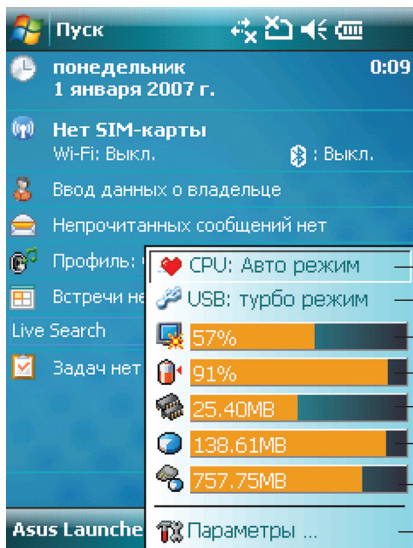 Пуск
понедельник 0:09
1 января 2007 г.
Нет SIM-карты
Wi-Fi: Выкл. : Выкл.
Ввод данных о владельце
Непрочитанных сообщений нет
Профиль:
CPU: Авто режим
Встречи не
USB: турбо режим
Live Search
57%
Задач нет
91%
25.40MB
138.61MB
757.75MB
Asus Launche
Параметры ...